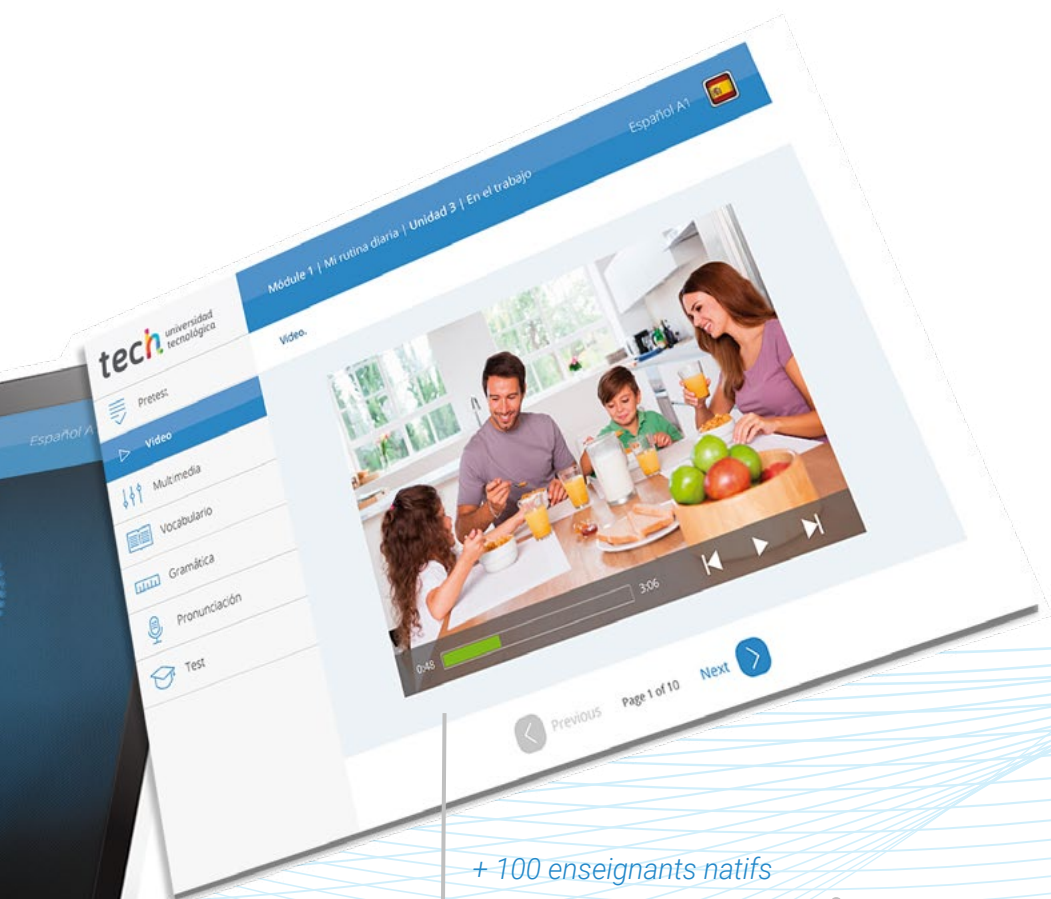 Español A1
Módule 1 | Mi rutina diaria | Unidad 3 | En el trabajo
tech universidad
tecnológica
Video.
Pretest
Video
Multimedia
Vocabulario
Gramática
Pronunciación
Test
0:48
3:06
Previous
Page 1 of 10
Next
Español A
+ 100 enseignants natifs